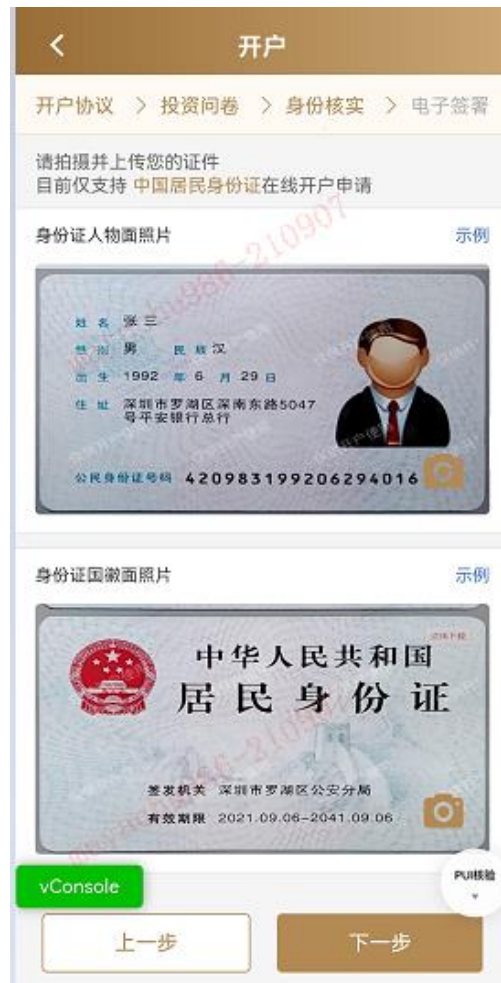 开户
开户协议 > 投资问卷 > 身份核实 > 电子签署
请拍摄并上传您的证件
目前仅支持 中国居民身份证在线开户申请
身份证人物面照片 示例
姓名 张三
性别 男 民族 汉
出生 1992 年 6 月 29 日
住址 深圳市罗湖区深南东路5047
号平安银行总行
公民身份证号码 420983199206294016
身份证国徽面照片 示例
中华人民共和国
居民身份证
签发机关 深圳市罗湖区公安分局
有效期限 2021.09.06-2041.09.06
vConsole
PUI核验
上一步
下一步